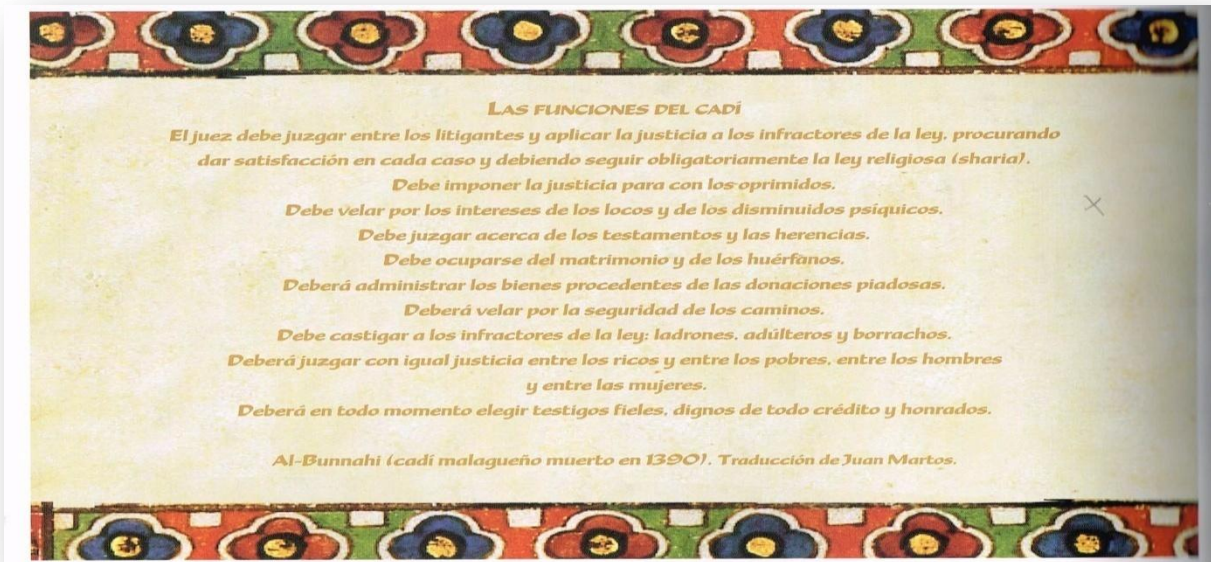 LAS FUNCIONES DEL CADÍ
El juez debe juzgar entre los litigantes y aplicar la justicia a los infractores de la ley, procurando
dar satisfacción en cada caso y debiendo seguir obligatoriamente la ley religiosa (sharia).
Debe imponer la justicia para con los oprimidos.
Debe velar por los intereses de los locos y de los disminuidos psíquicos.
Debe juzgar acerca de los testamentos y las herencias.
Debe ocuparse del matrimonio y de los huérfanos.
Deberá administrar los bienes procedentes de las donaciones piadosas.
Deberá velar por la seguridad de los caminos.
Debe castigar a los infractores de la ley: ladrones, adúlteros y borrachos.
Deberá juzgar con igual justicia entre los ricos y entre los pobres, entre los hombres
y entre las mujeres.
Deberá en todo momento elegir testigos fieles, dignos de todo crédito y honrados.
Al-Bunnahi (cadí malagueño muerto en 1390). Traducción de Juan Martos.